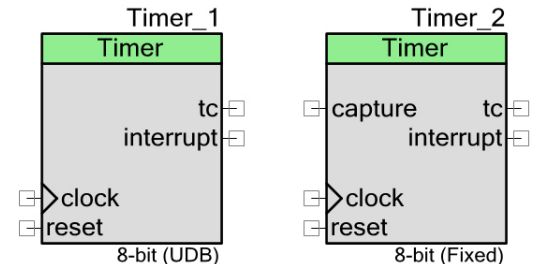 Timer_1
Timer
tc
interrupt
clock
reset
8-bit (UDB)
Timer_2
Timer
capture tc
interrupt
clock
reset
8-bit (Fixed)